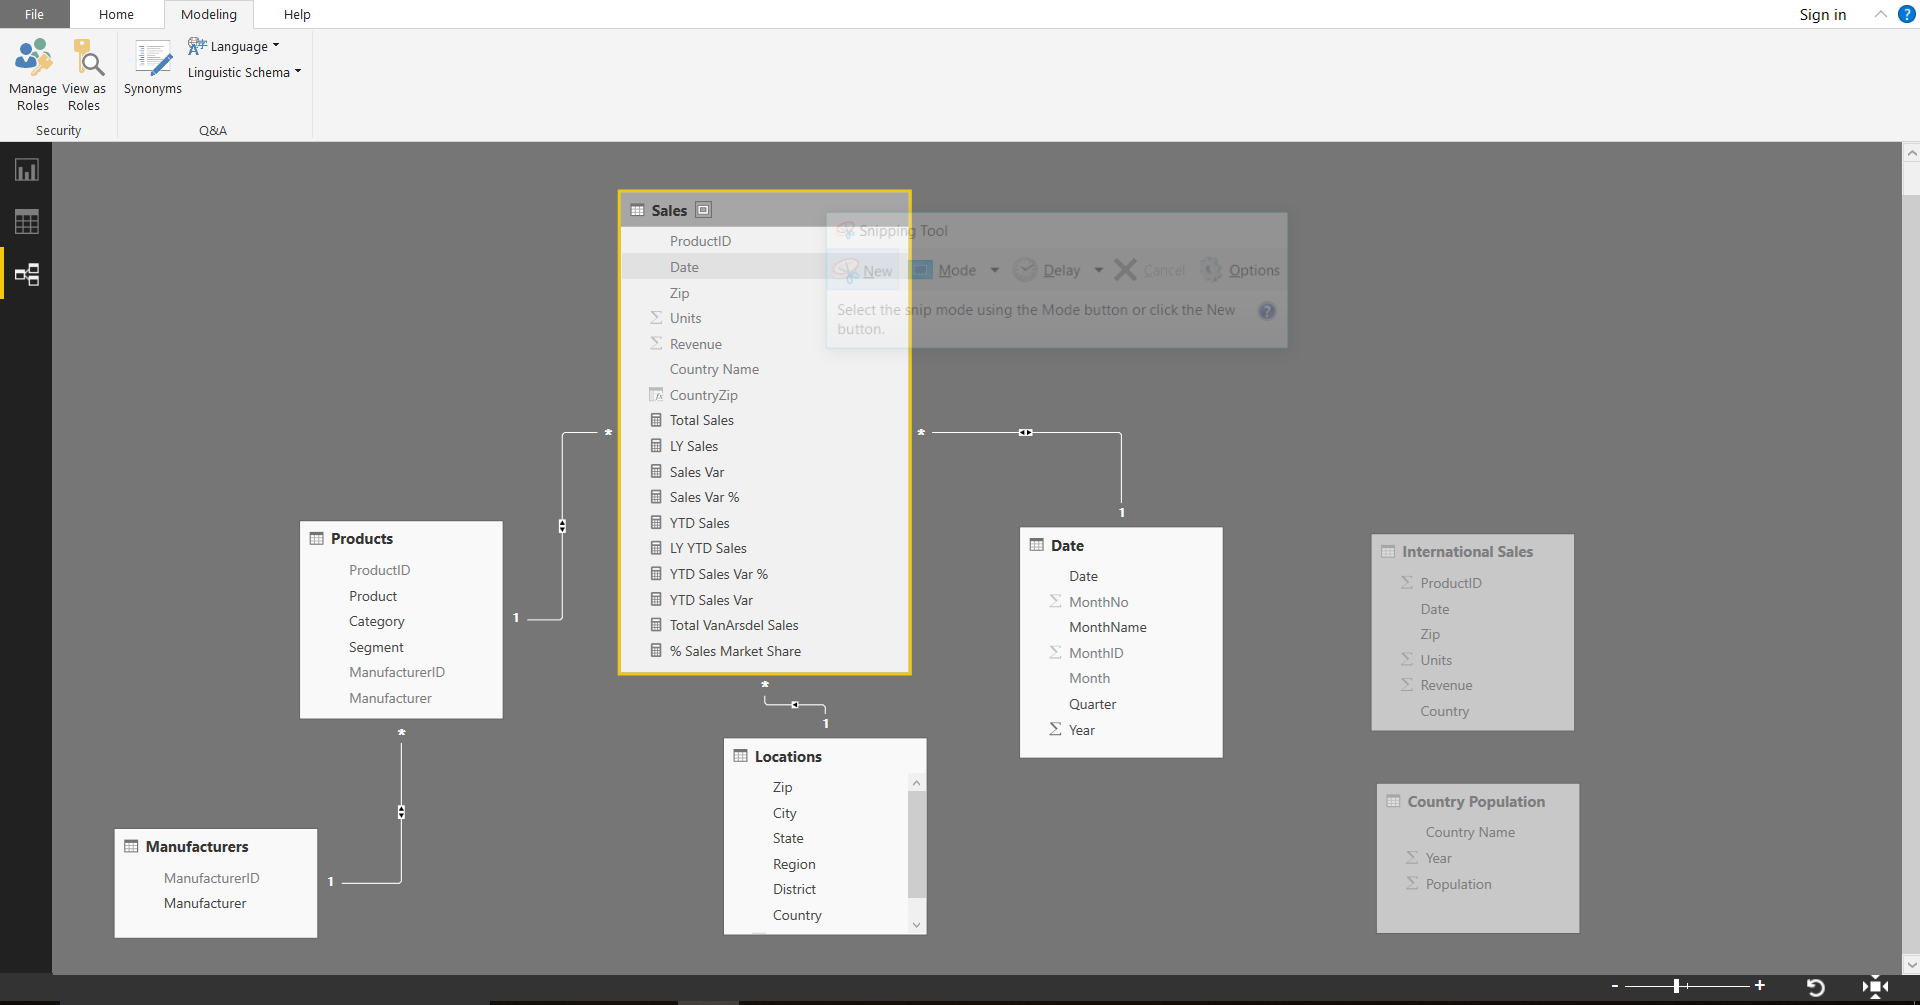 File Home Modeling Help Sign in ?
Manage Roles
View as Roles
Security
Synonyms
Language
Linguistic Schema
Q&A
Sales
ProductID
Date
Zip
Σ Units
Σ Revenue
Country Name
CountryZip
Total Sales
LY Sales
Sales Var
Sales Var %
YTD Sales
LY YTD Sales
YTD Sales Var %
YTD Sales Var
Total VanArsdel Sales
% Sales Market Share
Snipping Tool
New Mode Delay Cancel Options
Select the snip mode using the Mode button or click the New
button.
?
*
*
1
1
*
1
Products
ProductID
Product
Category
Segment
ManufacturerID
Manufacturer
*
1
Manufacturers
ManufacturerID
Manufacturer
Locations
Zip
City
State
Region
District
Country
Date
Date
Σ MonthNo
MonthName
Σ MonthID
Month
Quarter
Σ Year
International Sales
Σ ProductID
Date
Zip
Σ Units
Σ Revenue
Country
Country Population
Country Name
Σ Year
Σ Population
- +